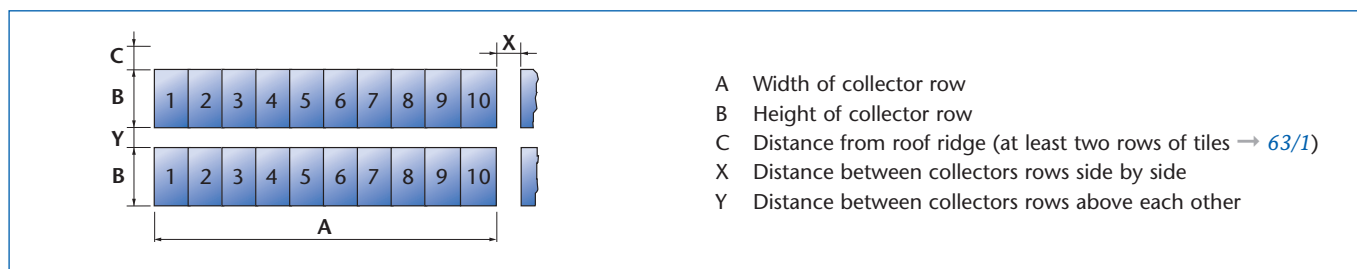 X
C
B
1 2 3 4 5 6 7 8 9 10
Y
B
1 2 3 4 5 6 7 8 9 10
A
A Width of collector row
B Height of collector row
C Distance from roof ridge (at least two rows of tiles → 63/1)
X Distance between collectors rows side by side
Y Distance between collectors rows above each other